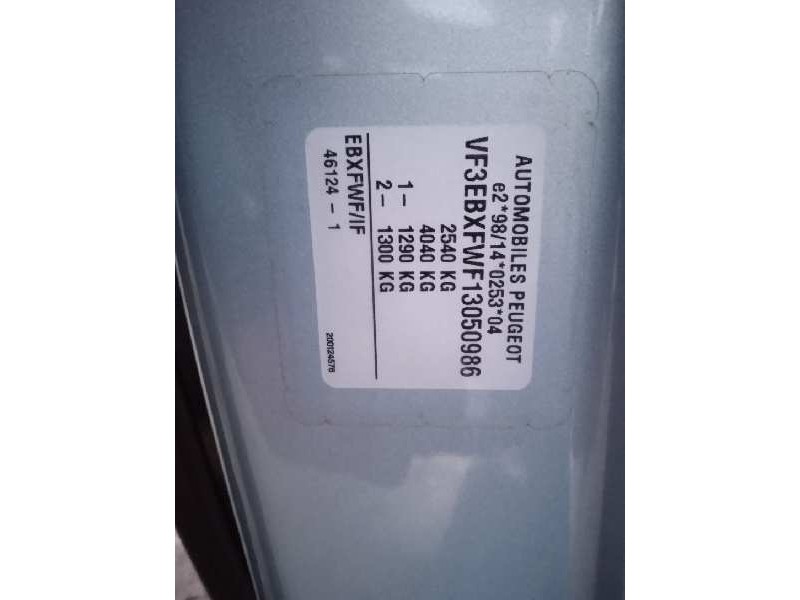 AUTOMOBILES PEUGEOT
e2*98/14*0253*04
VF3EBXFWF13050986
2540 KG
4040 KG
1- 1290 KG
2- 1300 KG
EBXFWF/IF
46124 - 1
200124578